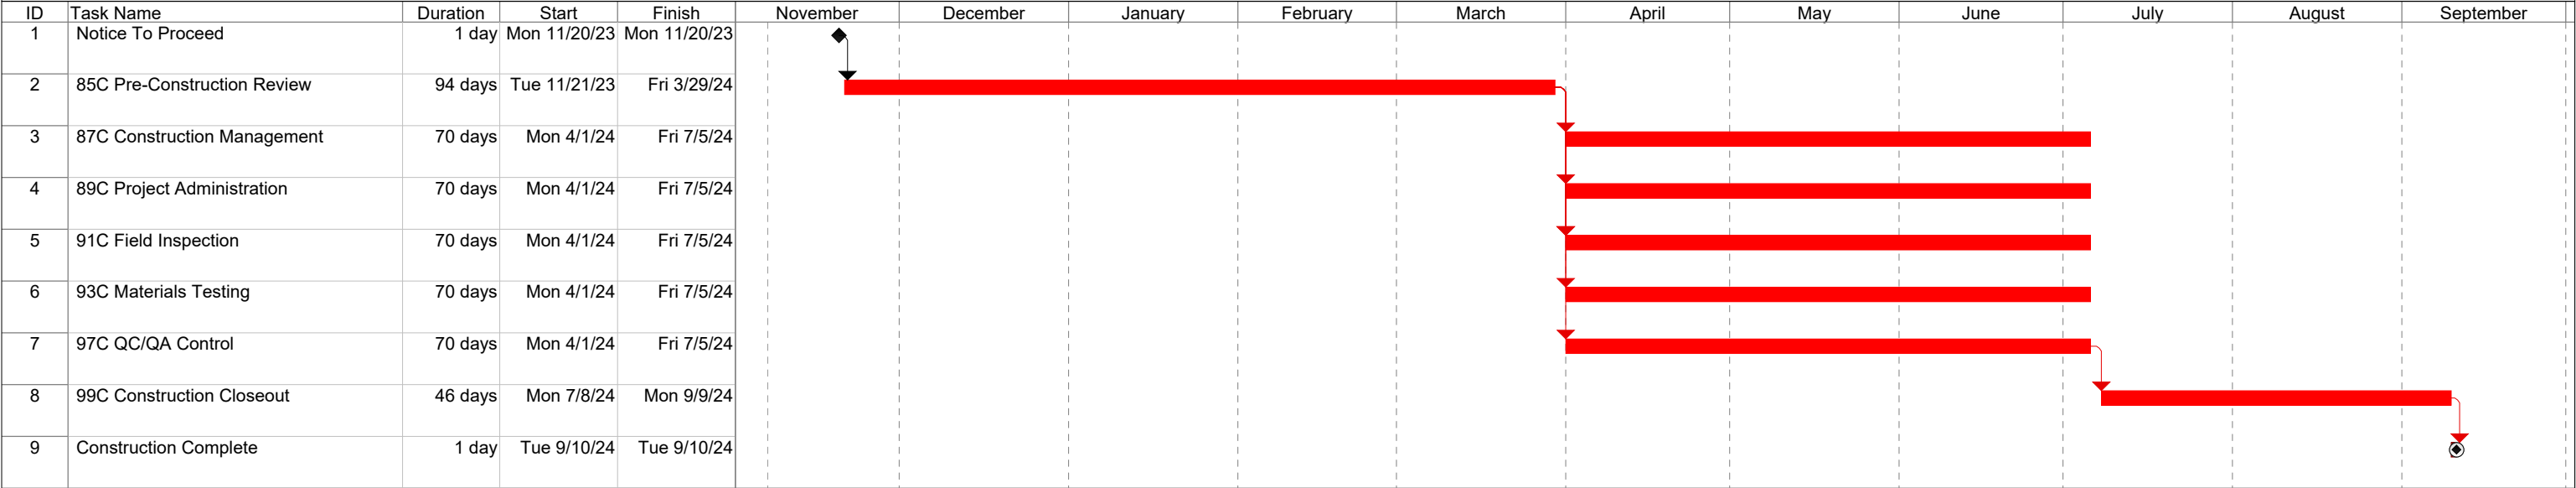 ID Task Name Duration Start Finish November December January February March April May June July August September
1 Notice To Proceed 1 day Mon 11/20/23 Mon 11/20/23
2 85C Pre-Construction Review 94 days Tue 11/21/23 Fri 3/29/24
3 87C Construction Management 70 days Mon 4/1/24 Fri 7/5/24
4 89C Project Administration 70 days Mon 4/1/24 Fri 7/5/24
5 91C Field Inspection 70 days Mon 4/1/24 Fri 7/5/24
6 93C Materials Testing 70 days Mon 4/1/24 Fri 7/5/24
7 97C QC/QA Control 70 days Mon 4/1/24 Fri 7/5/24
8 99C Construction Closeout 46 days Mon 7/8/24 Mon 9/9/24
9 Construction Complete 1 day Tue 9/10/24 Tue 9/10/24